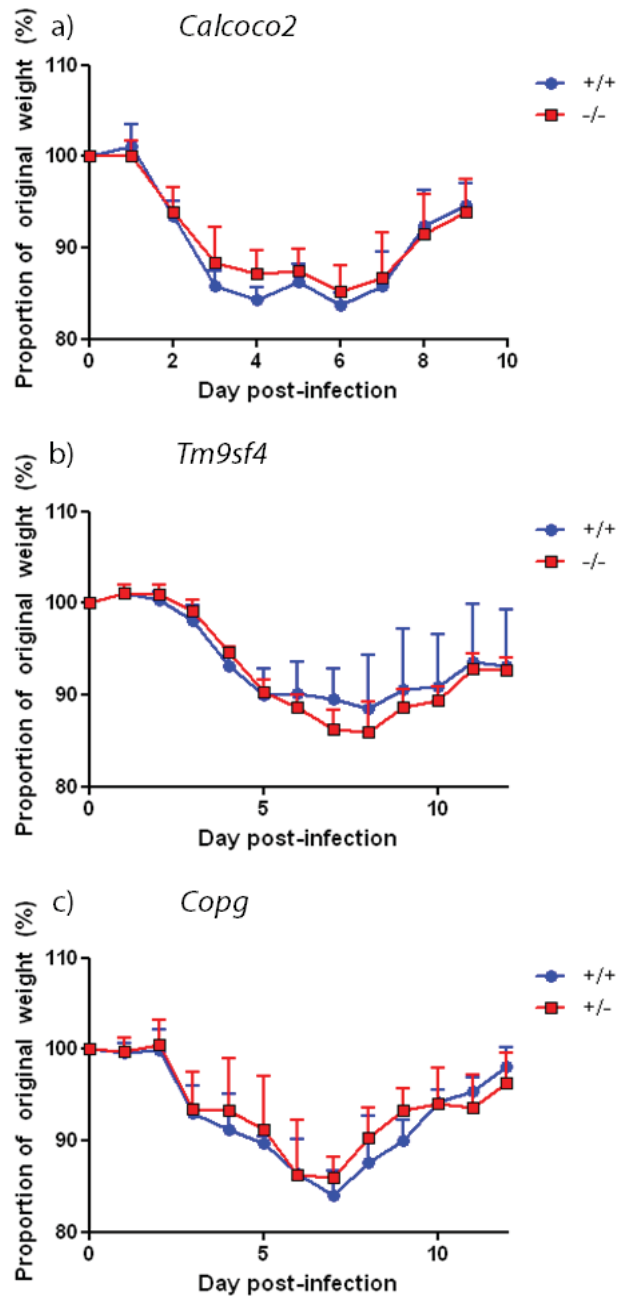 a) Calcoco2
Proportion of original weight (%)
110
100
90
80
0 2 4 6 8 10
Day post-infection
+/+
-/-
b) Tm9sf4
Proportion of original weight (%)
110
100
90
80
0 5 10
Day post-infection
+/+
-/-
c) Copg
Proportion of original weight (%)
110
100
90
80
0 5 10
Day post-infection
+/+
+/-